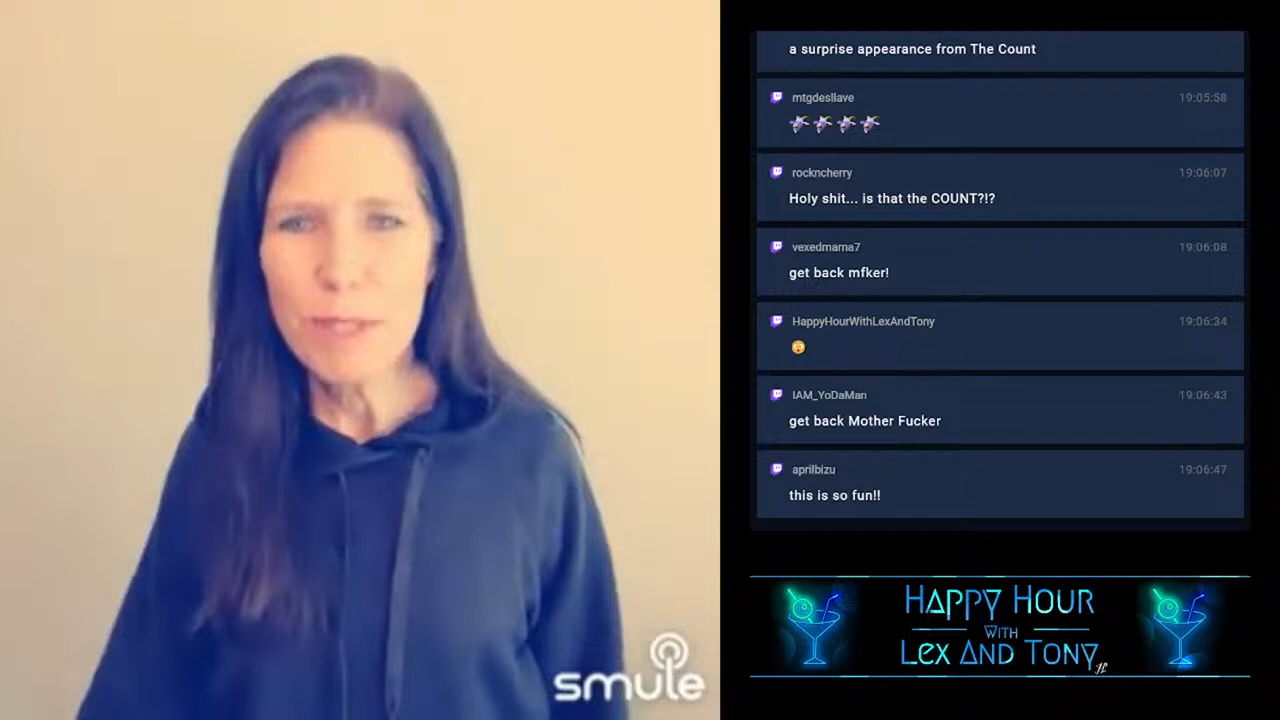 a surprise appearance from The Count
mtgdesllave 19:05:58
rockncherry 19:06:07
Holy shit... is that the COUNT?!?
vexedmama7 19:06:08
get back mfker!
HappyHourWithLexAndTony 19:06:34
IAM_YoDaMan 19:06:43
get back Mother Fucker
aprilbizu 19:06:47
this is so fun!!
smule
HAPPY HOUR
WITH
LEX AND TONY